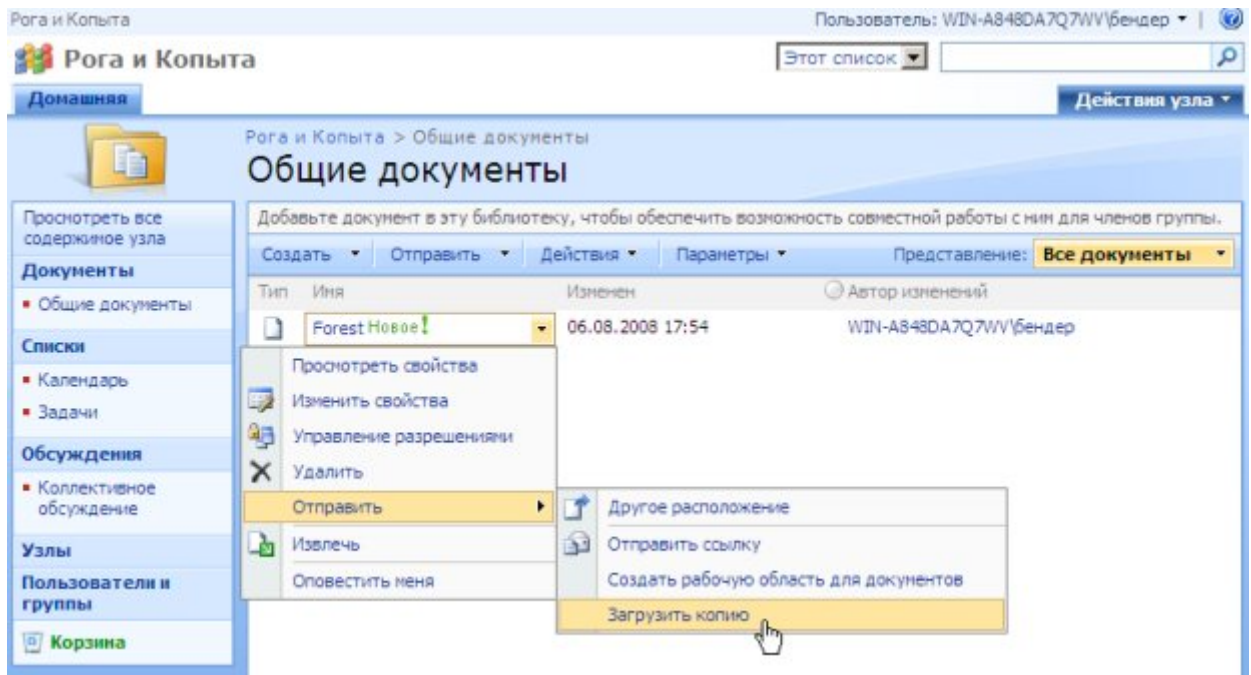 Рога и Копыта
Пользователь: WIN-A848DA7Q7WV\бендер
Рога и Копыта
Этот список
Домашняя
Действия узла
Рога и Копыта > Общие документы
Общие документы
Просмотреть все
содержимое узла
Документы
Общие документы
Списки
Календарь
Задачи
Обсуждения
Коллективное
обсуждение
Узлы
Пользователи и
группы
Корзина
Добавьте документ в эту библиотеку, чтобы обеспечить возможность совместной работы с ним для членов группы.
Создать Отправить Действия Параметры Представление: Все документы
Тип Имя Изменен Автор изменений
Forest Новое! 06.08.2008 17:54 WIN-A848DA7Q7WV\бендер
Просмотреть свойства
Изменить свойства
Управление разрешениями
Удалить
Отправить
Извлечь
Оповестить меня
Другое расположение
Отправить ссылку
Создать рабочую область для документов
Загрузить копию